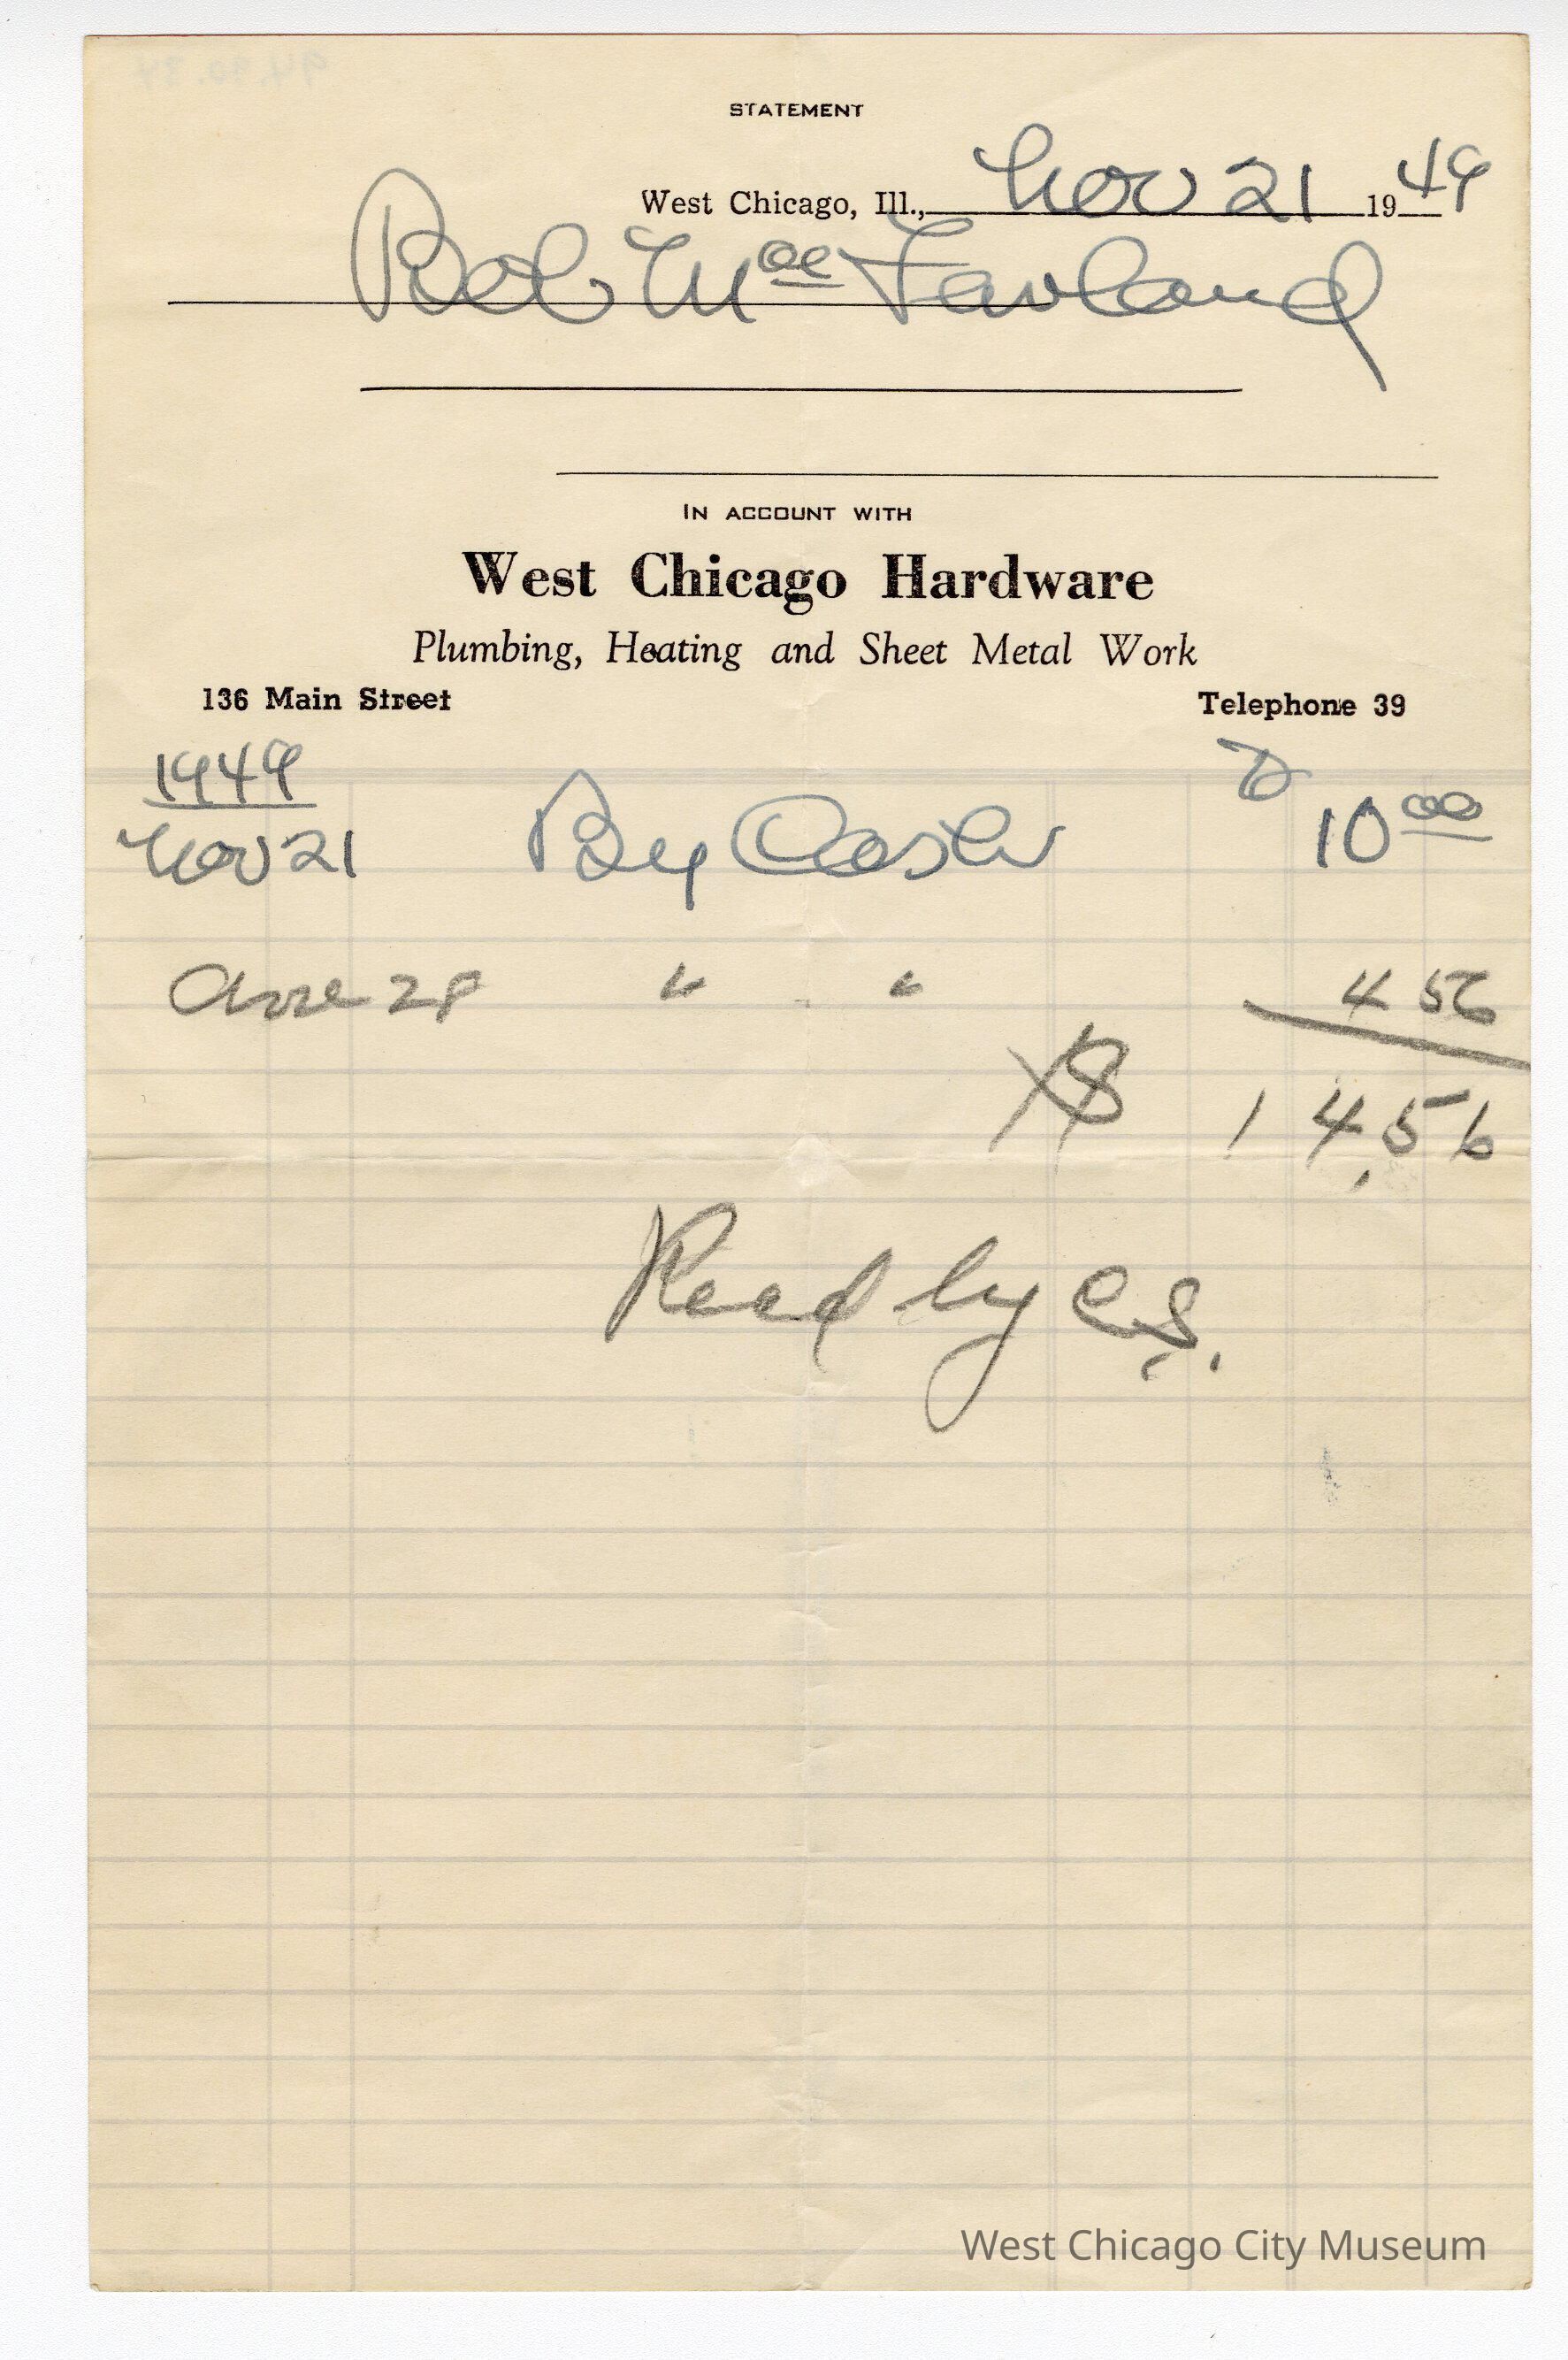 STATEMENT
West Chicago, Ill., Nov 21 1949
Bob McFarland
IN ACCOUNT WITH
West Chicago Hardware
Plumbing, Heating and Sheet Metal Work
136 Main Street Telephone 39
1949
Nov 21 By Cash 10 00
28 " " 4 56
$ 14.56
by
West Chicago City Museum